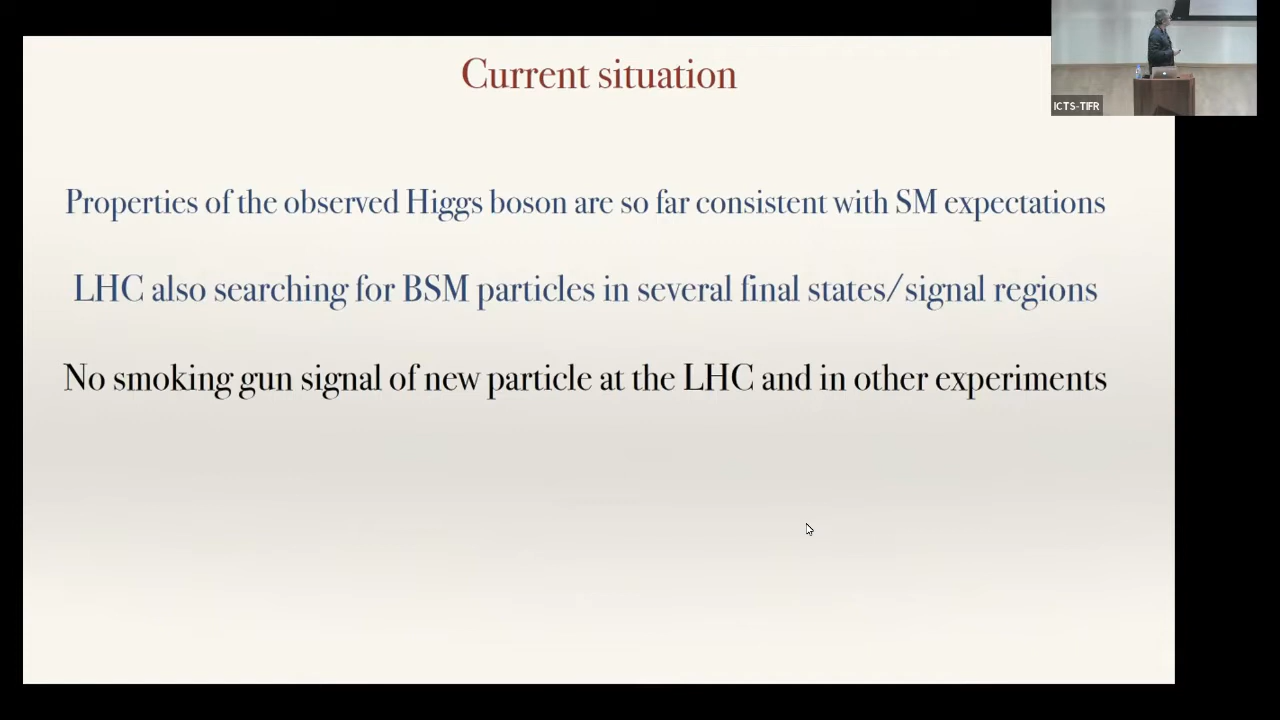 Current situation
ICTS-TIFR
Properties of the observed Higgs boson are so far consistent with SM expectations
LHC also searching for BSM particles in several final states/signal regions
No smoking gun signal of new particle at the LHC and in other experiments